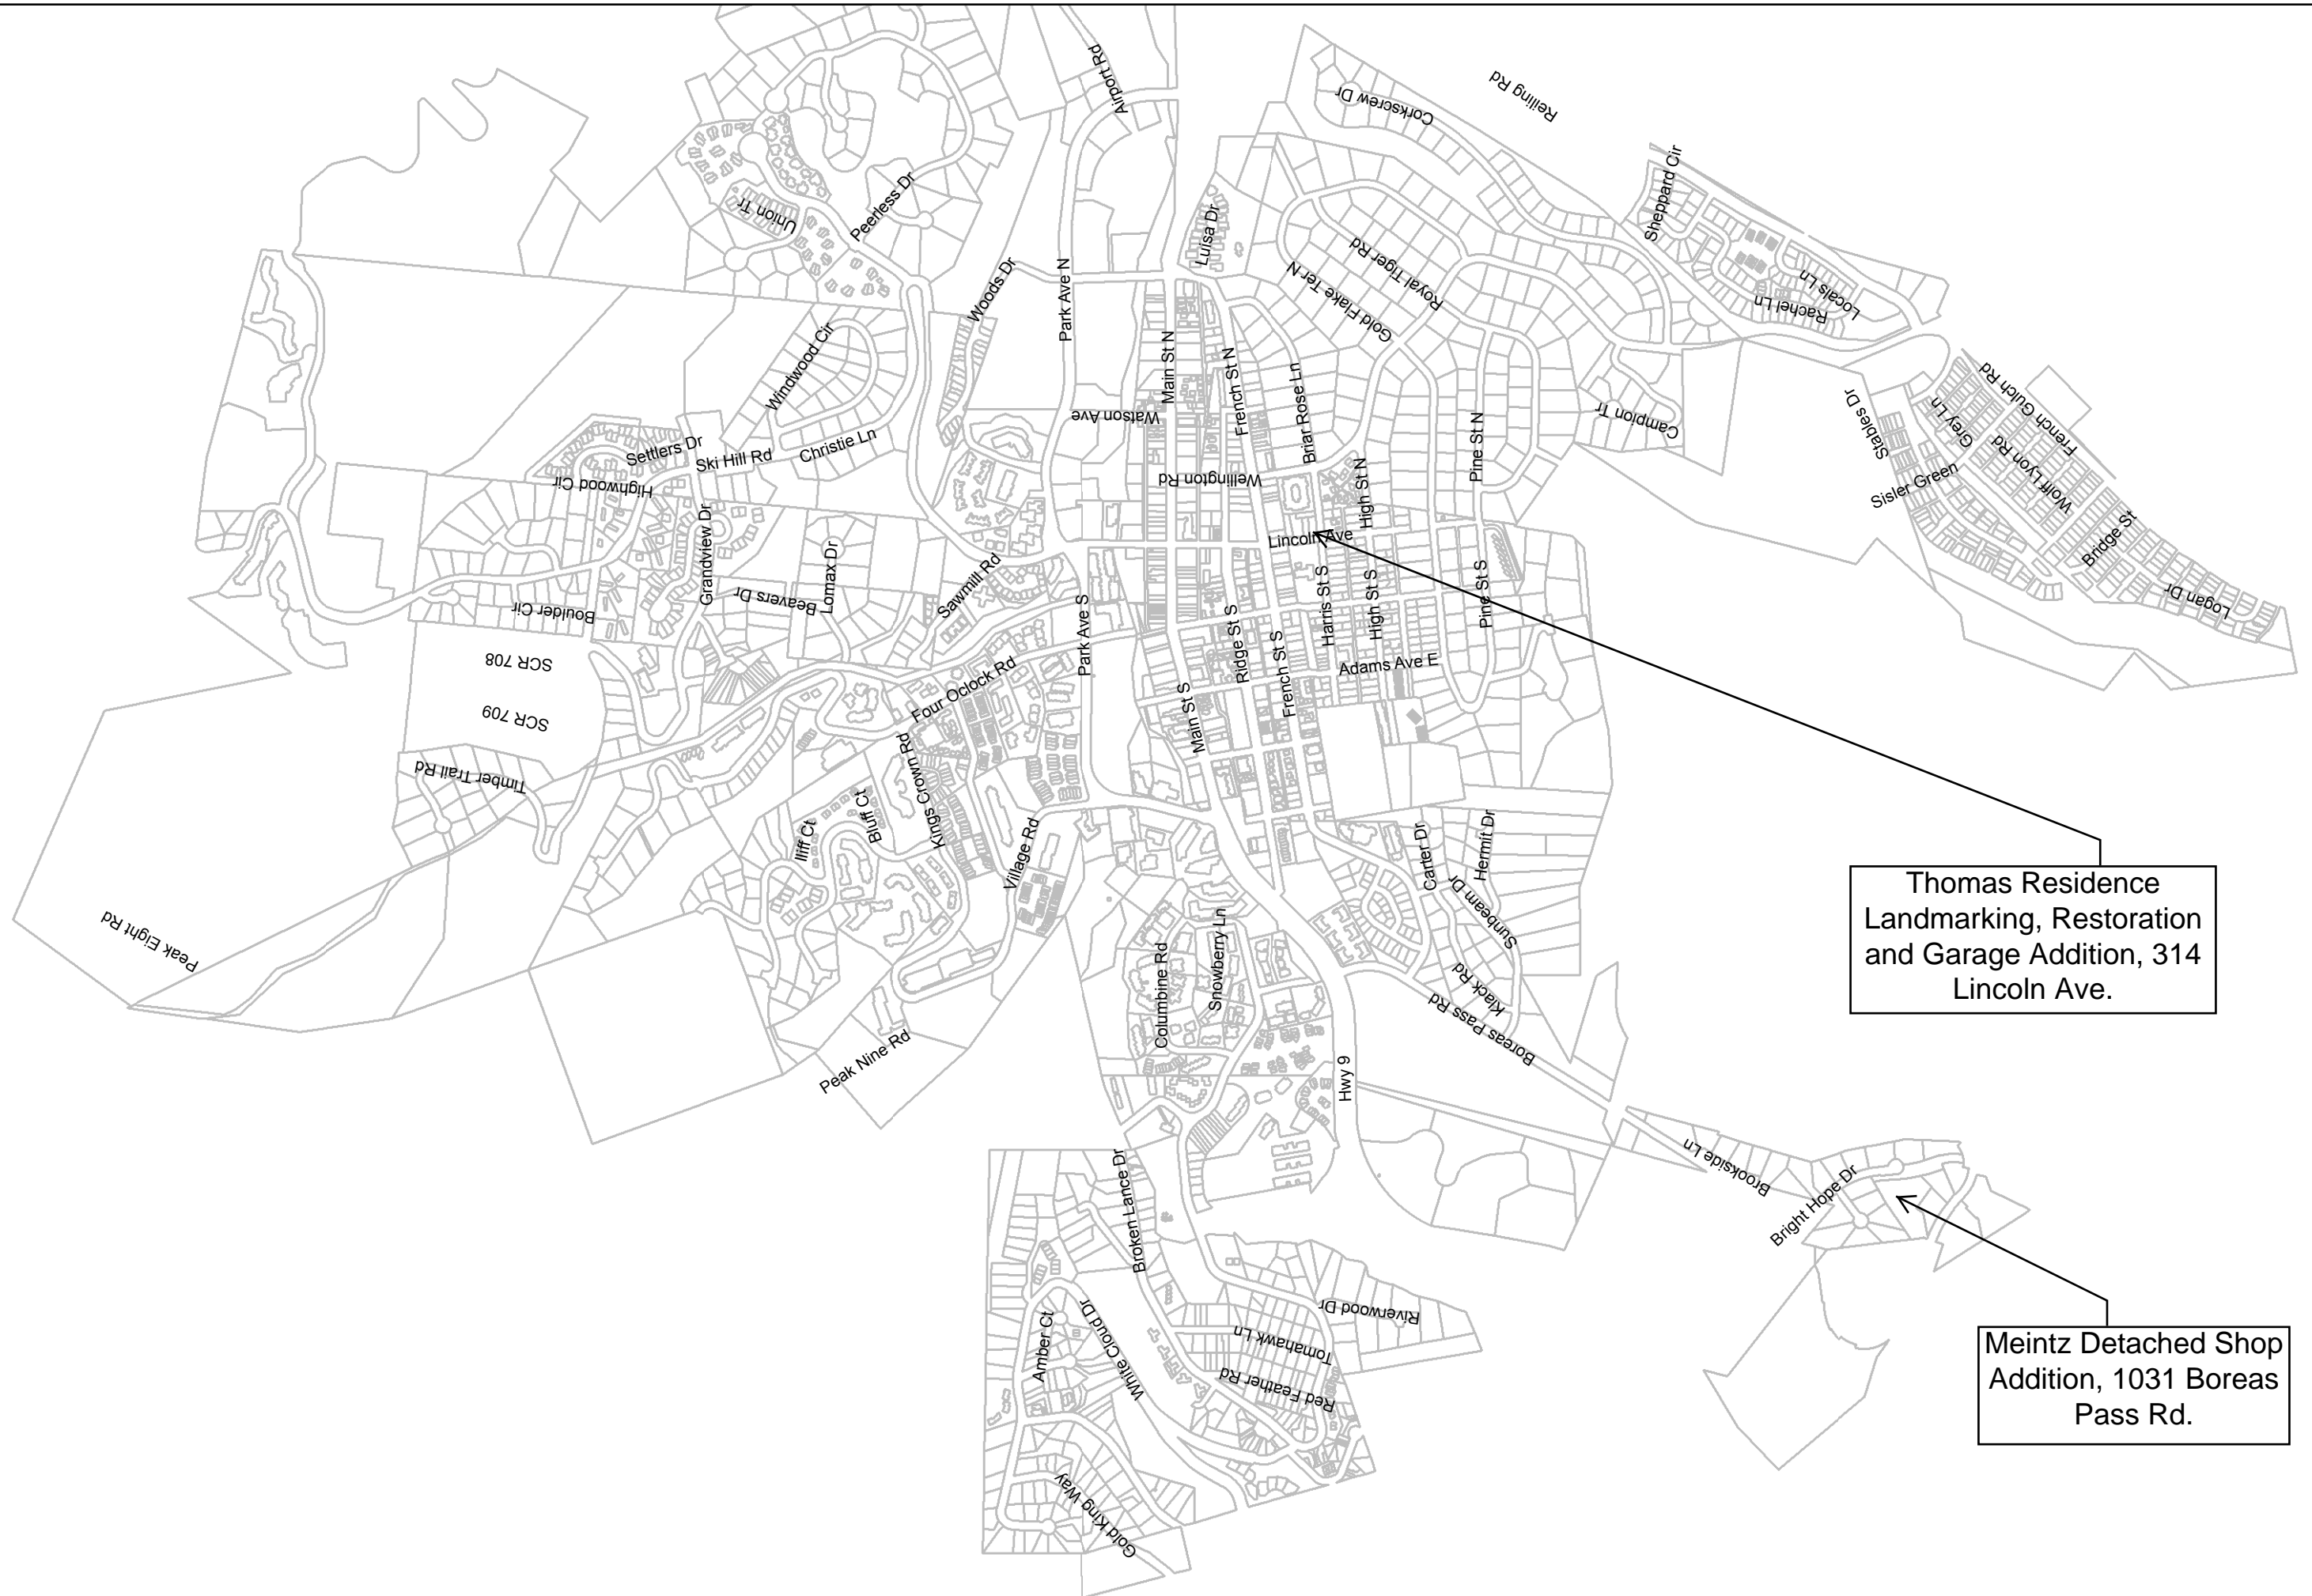 Airport Rd
Reiling Rd
Corkscrew Dr
Sheppard Cir
Peerless Dr
Union Tr
Luisa Dr
Royal Tiger Rd
Gold Flake Ter N
Locals Ln
Rachel Ln
Woods Dr
Park Ave N
Windwood Cir
Main St N
French St N
Briar Rose Ln
Watson Ave
Campion Tr
Stables Dr
Grey Ln
French Gulch Rd
Wolff Lyon Rd
Sisler Green
Bridge St
Logan Dr
Settlers Dr
Ski Hill Rd
Christie Ln
Highwood Cir
Wellington Rd
High St N
Pine St N
Grandview Dr
Lomax Dr
Beavers Dr
Sawmill Rd
Lincoln Ave
Boulder Cir
Park Ave S
Ridge St S
Harris St S
High St S
Pine St S
SCR 708
SCR 709
Four Oclock Rd
French St S
Adams Ave E
Main St S
Timber Trail Rd
Kings Crown Rd
Bluff Ct
Iliff Ct
Village Rd
Carter Dr
Hermit Dr
Sunbeam Dr
Peak Eight Rd
Columbine Rd
Snowberry Ln
Klack Rd
Boreas Pass Rd
Peak Nine Rd
Hwy 9
Thomas Residence
Landmarking, Restoration
and Garage Addition, 314
Lincoln Ave.
Brookside Ln
Bright Hope Dr
Broken Lance Dr
Riverwood Dr
Tomahawk Ln
Red Feather Rd
Amber Ct
White Cloud Dr
Gold King Way
Meintz Detached Shop
Addition, 1031 Boreas
Pass Rd.